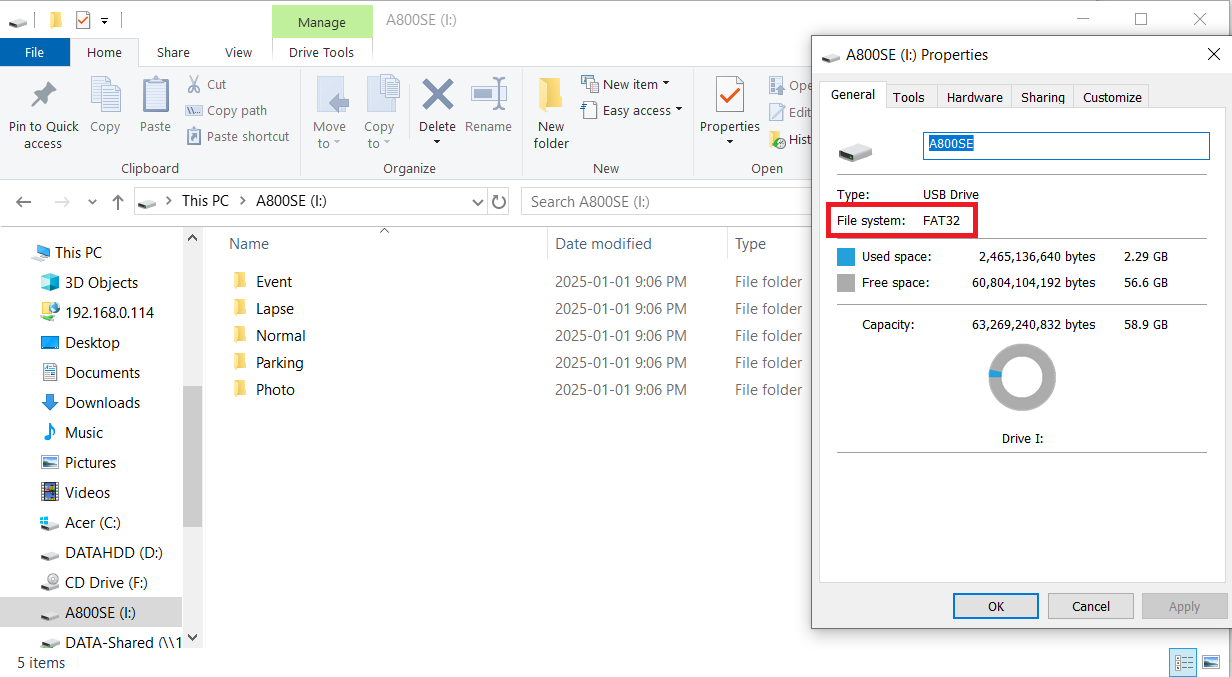 Manage
A800SE (I:)
File
Home
Share
View
Drive Tools
Pin to Quick access
Copy
Paste
Cut
Copy path
Paste shortcut
Clipboard
Move to
Copy to
Delete
Rename
Organize
New folder
New item
Easy access
New
Properties
Ope
Edit
Hist
Open
This PC > A800SE (I:)
Search A800SE (I:)
This PC
3D Objects
192.168.0.114
Desktop
Documents
Downloads
Music
Pictures
Videos
Acer (C:)
DATAHDD (D:)
CD Drive (F:)
A800SE (I:)
DATA-Shared (\\1
Name Date modified Type
Event 2025-01-01 9:06 PM File folder
Lapse 2025-01-01 9:06 PM File folder
Normal 2025-01-01 9:06 PM File folder
Parking 2025-01-01 9:06 PM File folder
Photo 2025-01-01 9:06 PM File folder
5 items
A800SE (I:) Properties
General Tools Hardware Sharing Customize
A800SE
Type: USB Drive
File system: FAT32
Used space: 2,465,136,640 bytes 2.29 GB
Free space: 60,804,104,192 bytes 56.6 GB
Capacity: 63,269,240,832 bytes 58.9 GB
Drive I:
OK Cancel Apply